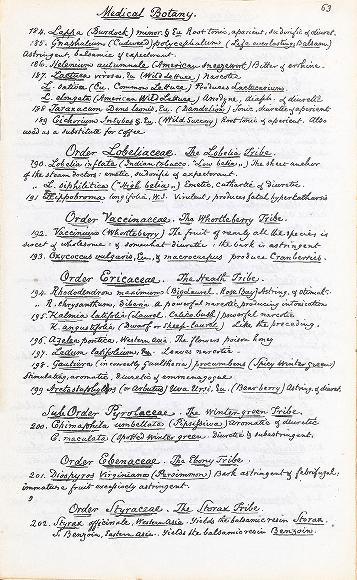 Medical Botany.
63
184. Lappa (Burdock) minor & Eu Root tonic, aperient, sudorific & diuret.
185. Gnaphalium (Cudweed) polycephalum (Life everlasting; Balsam)
Astringent, balsamic & expectorant.
186. Helenium autumnale (American Sneezewort) Bitter & errhine.
187. Lactuca virosa, Eu (Wild Lettuce) Narcotic
L. sativa (Eu. Common Lettuce) Produces Lactucarium
L. elongata (American Wild Lettuce) Anodyne, diaph. & diuretic
188 Taraxacum Dens leonis, Eu. (Dandelion) Tonic, diuretic & aperient
189 Cichorium Intybus &, Eu. (Wild Succory) Root tonic & aperient. Also
used as a substitute for Coffee
Order Lobeliaceae. The Lobelia Tribe.
190. Lobelia inflata (Indian tobacco. "Low belia") The sheet-anchor
of the steam doctors: emetic, sudorific & expectorant.
" L. siphilitica ("High belia") Emetic, cathartic & diuretic.
191 Hippobroma longifolia, W.I. Virulent; produces fatal hypercatharsis
Order Vaccinaceae. The Whortleberry Tribe.
192. Vaccinium (Whortleberry) The fruit of nearly all the species is
sweet & wholesome: & somewhat diuretic: the bark is astringent
193. Oxycoccus vulgaris, Eu. & macrocarpus produce Cranberries
Order Ericaceae. The Heath Tribe.
194. Rhododendron maximum (Big laurel. Rose bay) Astring. & stimul.
" R. chrysanthum, Siberia a powerful narcotic, producing intoxication
195. Kalmia latifolia (Laurel. Calico bush) powerful narcotic
K. angustifolia (Dwarf or Sheep-laurel) Like the preceding.
196. Azalea pontica, Western Asia. The flowers poison honey
197. Ledum latifolium, Leaves narcotic.
198. Gaultiera (incorrectly gaultheria) procumbens (Spicy Wintergreen)
Stimulating, aromatic, diuretic & emmenagogue.
199 Arctostaphylos (or Arbutus) Uva Ursi, Eu. (Bearberry) Astring. & diuret.
Sub Order Pyrolaceae. The Wintergreen Tribe.
200. Chimaphila umbellata (Pipsissiwa) aromatic & diuretic
C. maculata (Spotted Wintergreen. Diuretic & subastringent.
Order Ebenaceae. The Ebony Tribe.
201. Diospyros Virginiana (Persimmon) Bark astringent & febrifugal:
immature fruit excessively astringent.
Order Styraceae. The Storax Tribe.
202. Styrax officinale, Western Asia. Yields the balsamic resin Storax.
S. Benzoin, Eastern Asia. Yields the balsamic resin Benzoin.